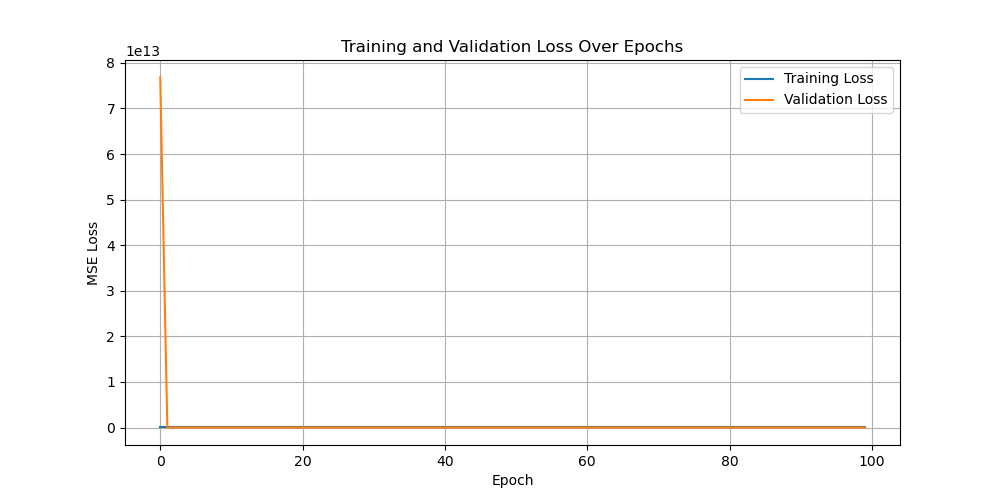 Training and Validation Loss Over Epochs
1e13
8
7
6
5
4
3
2
1
0
MSE Loss
Training Loss
Validation Loss
0 20 40 60 80 100
Epoch